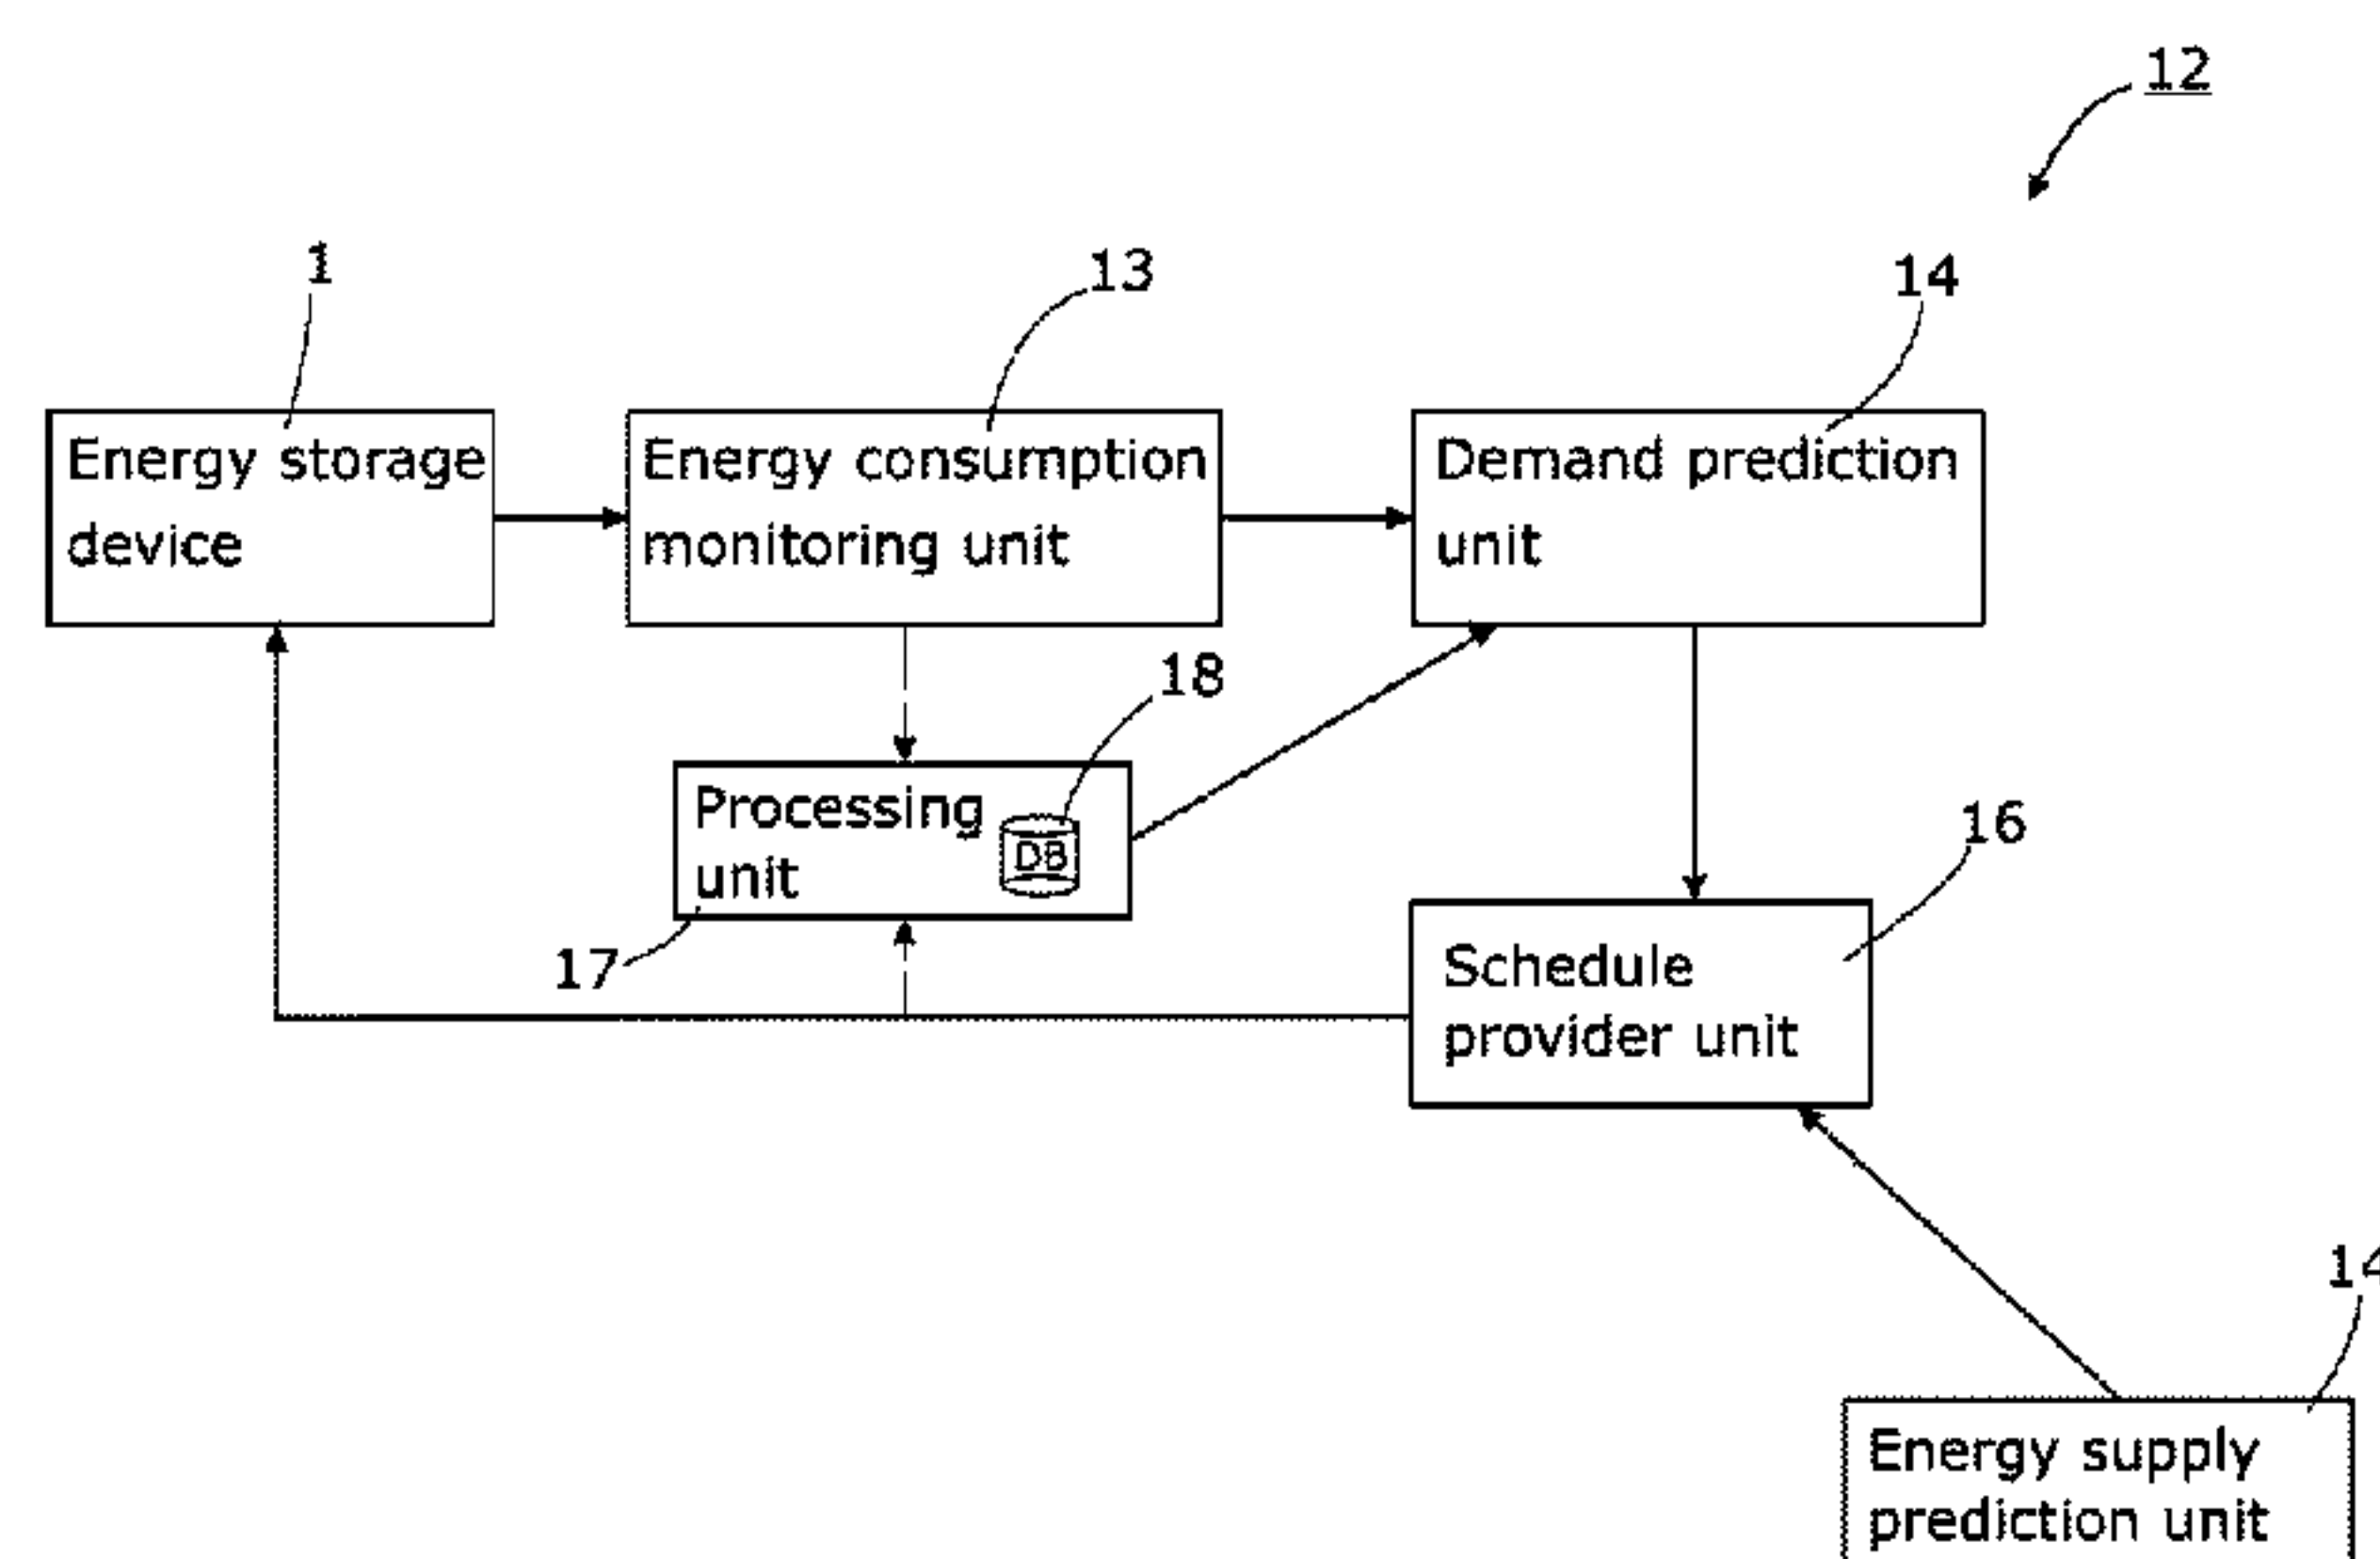 12
1
13
14
Energy storage
device
Energy consumption
monitoring unit
Demand prediction
unit
18
Processing
unit
DB
17
16
Schedule
provider unit
14
Energy supply
prediction unit